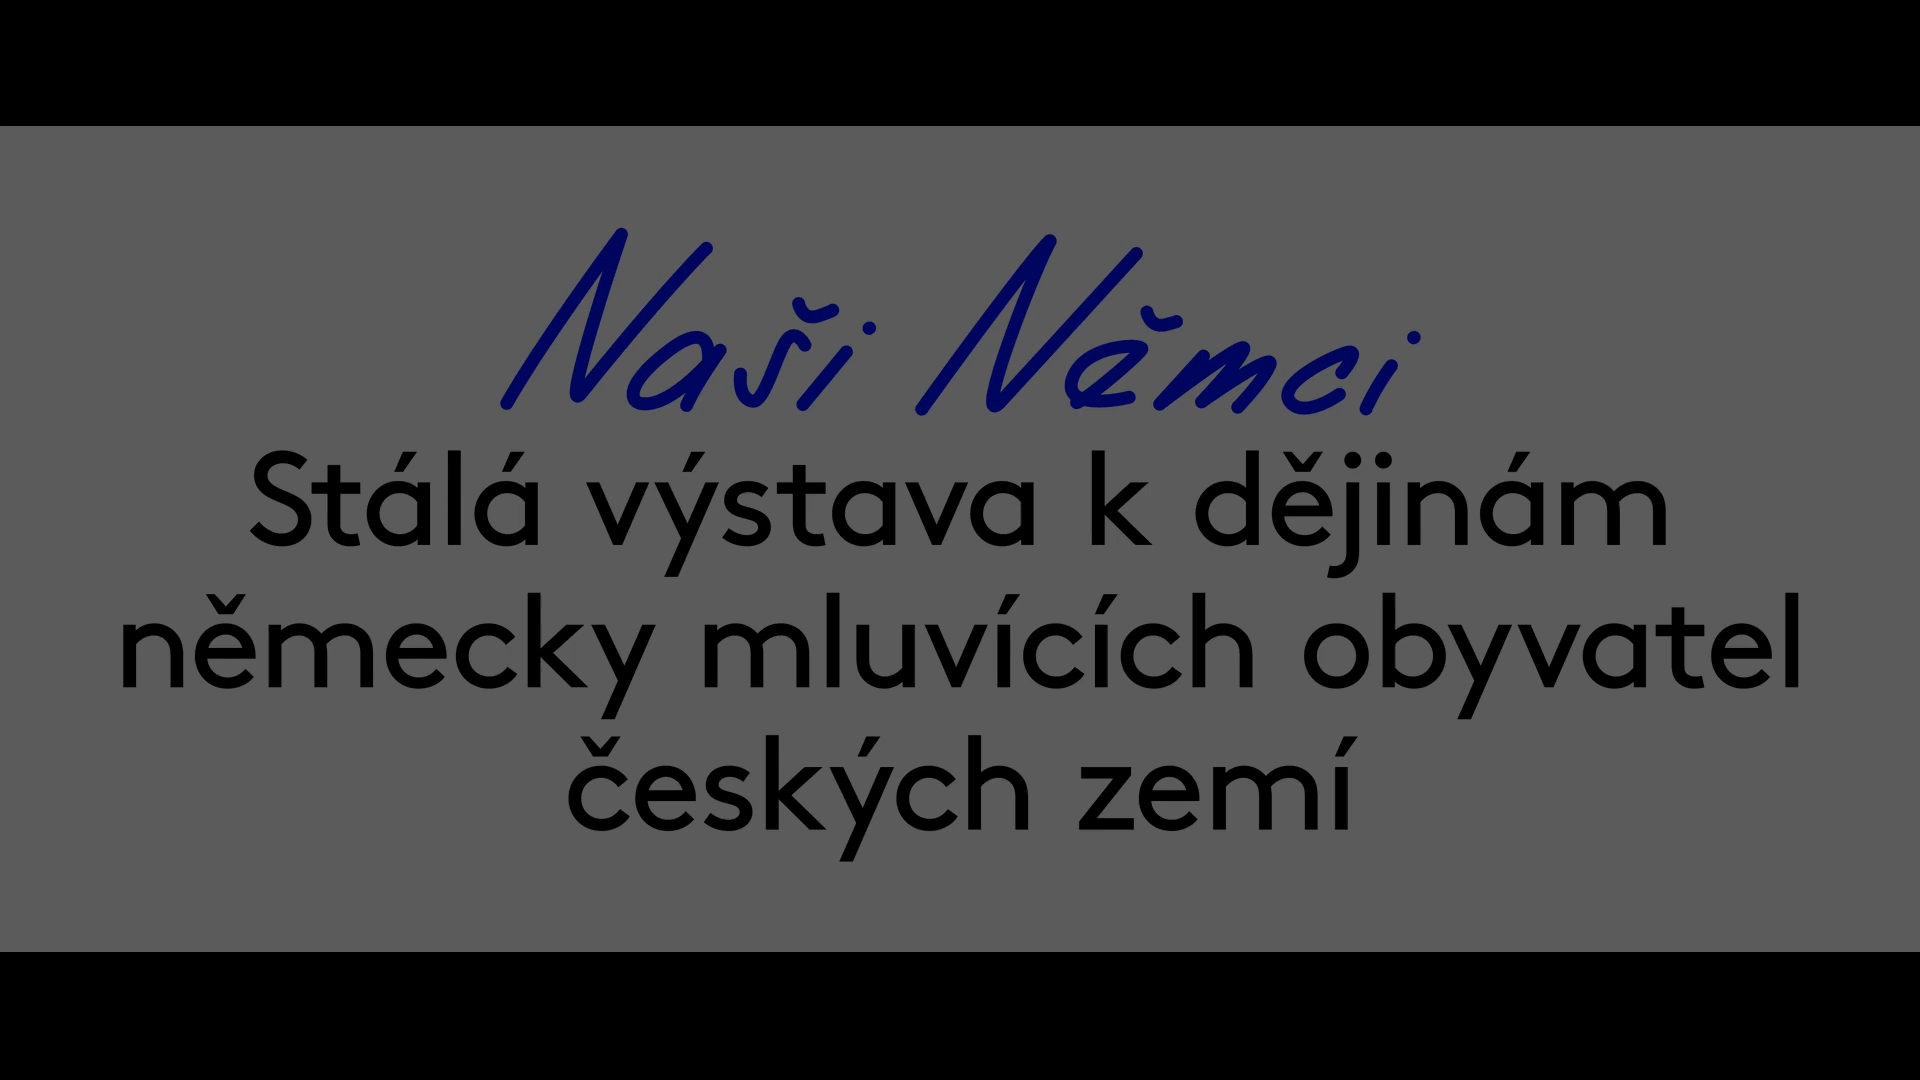 Naši Němci
Stálá výstava k dějinám
německy mluvících obyvatel
českých zemí